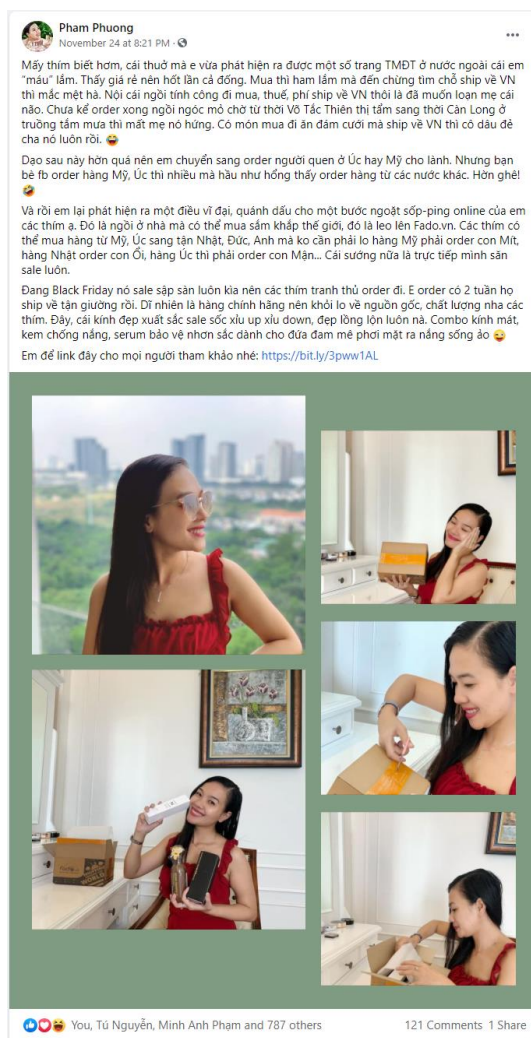 Pham Phuong
November 24 at 8:21 PM ·
Mấy thím biết hơm, cái thuở mà e vừa phát hiện ra được một số trang TMĐT ở nước ngoài cái em
"máu" lắm. Thấy giá rẻ nên hốt lần cả đống. Mua thì ham lắm mà đến chừng tìm chỗ ship về VN
thì mắc mệt hà. Nội cái ngồi tính công đi mua, thuế, phí ship về VN thôi là đã muốn loạn mẹ cái
não. Chưa kể order xong ngồi ngóc mỏ chờ từ thời Võ Tắc Thiên thị tẩm sang thời Càn Long ở
truồng tắm mưa thì mất mẹ nó hứng. Có món mua đi ăn đám cưới mà ship về VN thì có dấu đẻ
cha nó luôn rồi.
Dạo sau này hờn quá nên em chuyển sang order người quen ở Úc hay Mỹ cho lành. Nhưng bạn
bè fb order hàng Mỹ, Úc thì nhiều mà hầu như hổng thấy order hàng từ các nước khác. Hờn ghê!
Và rồi em lại phát hiện ra một điều vĩ đại, quánh dấu cho một bước ngoặt sốp-ping online của em
các thím ạ. Đó là ngồi ở nhà mà có thể mua sắm khắp thế giới, đó là leo lên Fado.vn. Các thím có
thể mua hàng từ Mỹ, Úc sang tận Nhật, Đức, Anh mà ko cần phải lo hàng Mỹ phải order con Mít,
hàng Nhật order con Ổi, hàng Úc thì phải order con Mận... Cái sướng nữa là trực tiếp mình săn
sale luôn.
Đang Black Friday nó sale sập sàn luôn kìa nên các thím tranh thủ order đi. E order có 2 tuần họ
ship về tận giường rồi. Dĩ nhiên là hàng chính hãng nên khỏi lo về nguồn gốc, chất lượng nha các
thím. Đây, cái kính đẹp xuất sắc sale sốc xỉu up xỉu down, đẹp lồng lộn luôn nà. Combo kính mát,
kem chống nắng, serum bảo vệ nhơn sắc dành cho đứa đam mê phơi mặt ra nắng sống ảo
Em để link đây cho mọi người tham khảo nhé: https://bit.ly/3pww1AL
You, Tú Nguyễn, Minh Anh Phạm and 787 others
121 Comments 1 Share